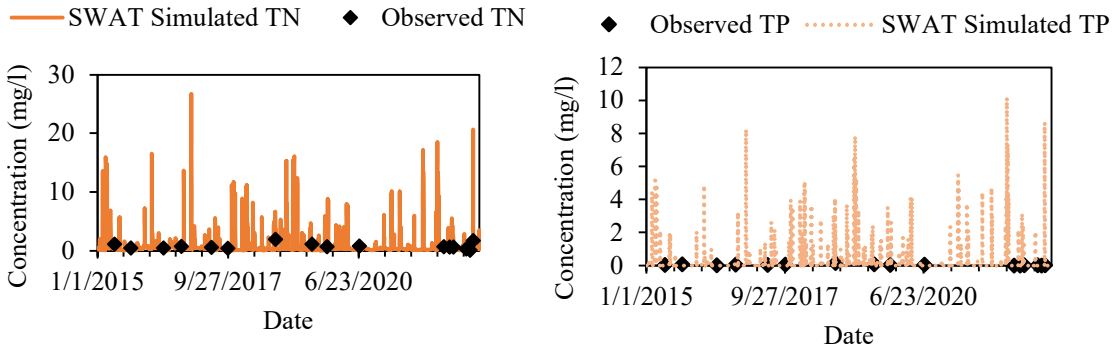 SWAT Simulated TN
Observed TN
Concentration (mg/l)
30
20
10
0
1/1/2015
9/27/2017
6/23/2020
Date
Observed TP
SWAT Simulated TP
Concentration (mg/l)
12
10
8
6
4
2
0
1/1/2015
9/27/2017
6/23/2020
Date